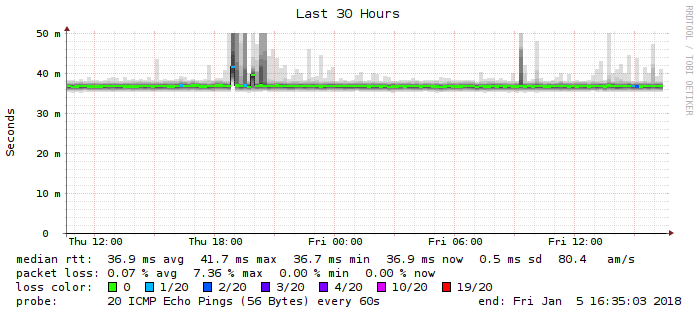 Last 30 Hours
RRDTOOL / TOBI OETIKER
Seconds
50 m
40 m
30 m
20 m
10 m
0
Thu 12:00 Thu 18:00 Fri 00:00 Fri 06:00 Fri 12:00
median rtt: 36.9 ms avg 41.7 ms max 36.7 ms min 36.9 ms now 0.5 ms sd 80.4 am/s
packet loss: 0.07 % avg 7.36 % max 0.00 % min 0.00 % now
loss color: 0 1/20 2/20 3/20 4/20 10/20 19/20
probe: 20 ICMP Echo Pings (56 Bytes) every 60s end: Fri Jan 5 16:35:03 2018